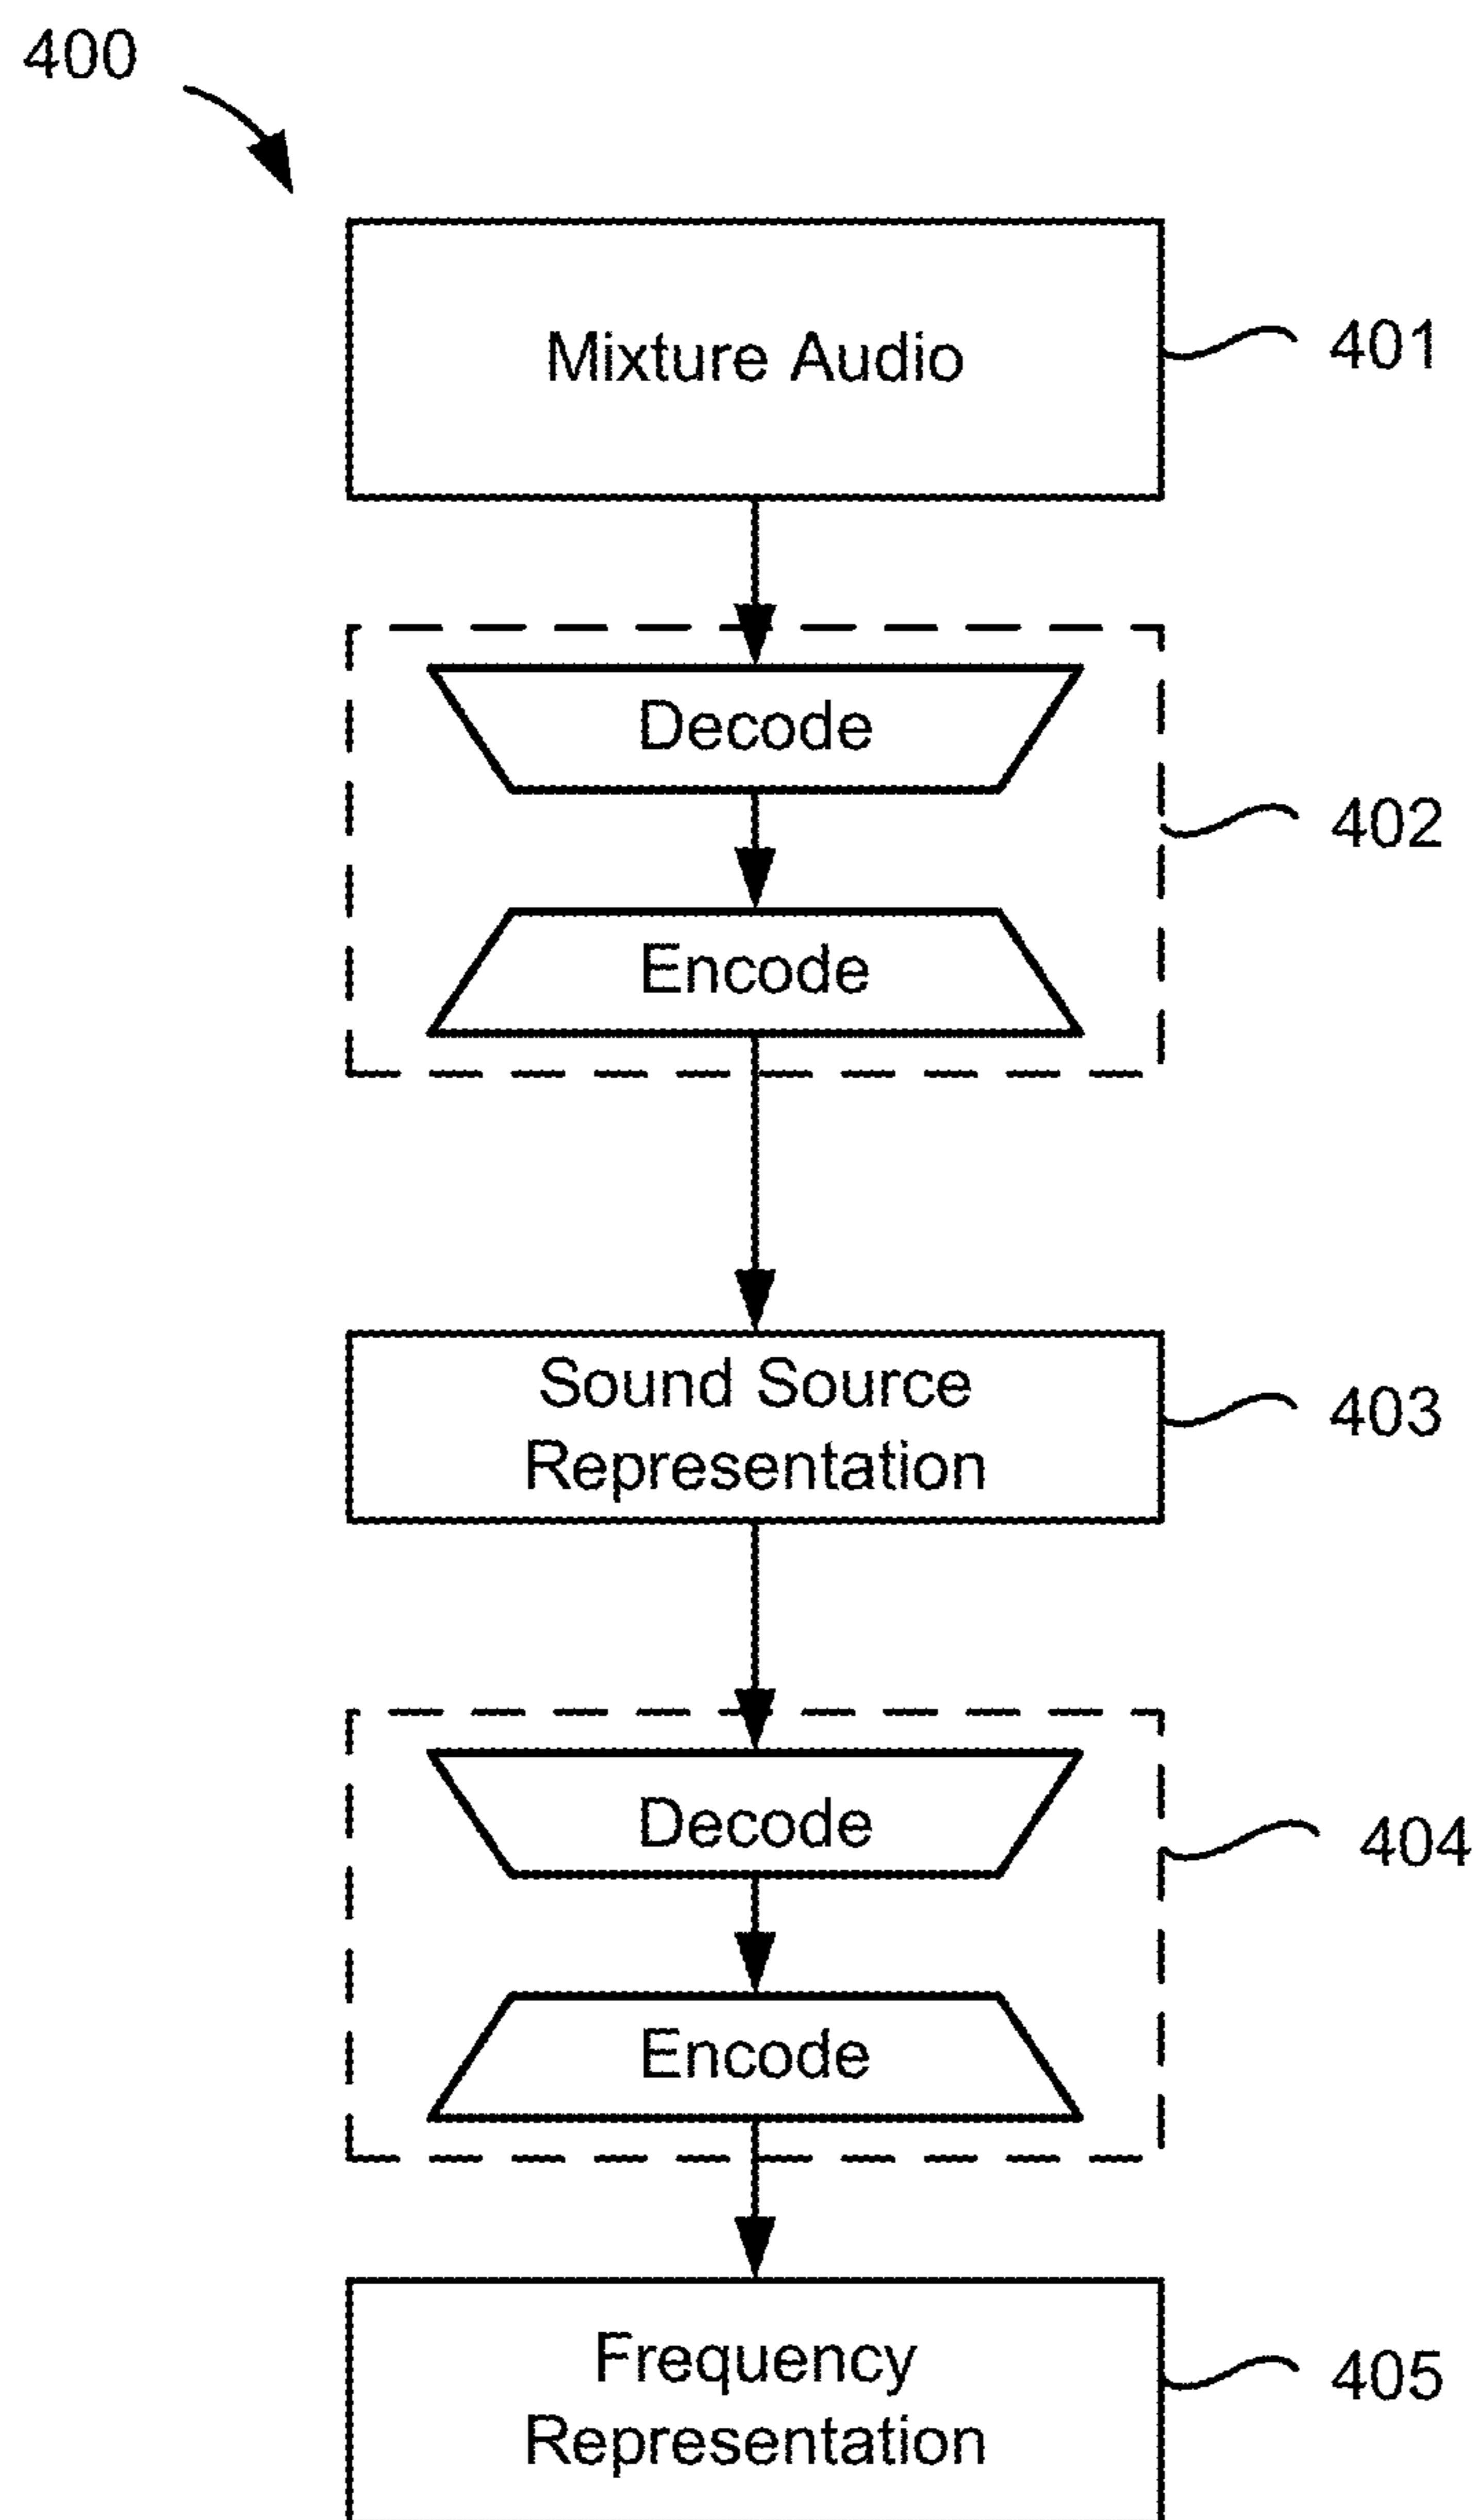 400
Mixture Audio
401
Decode
402
Encode
Sound Source
403
Representation
Decode
404
Encode
Frequency
405
Representation